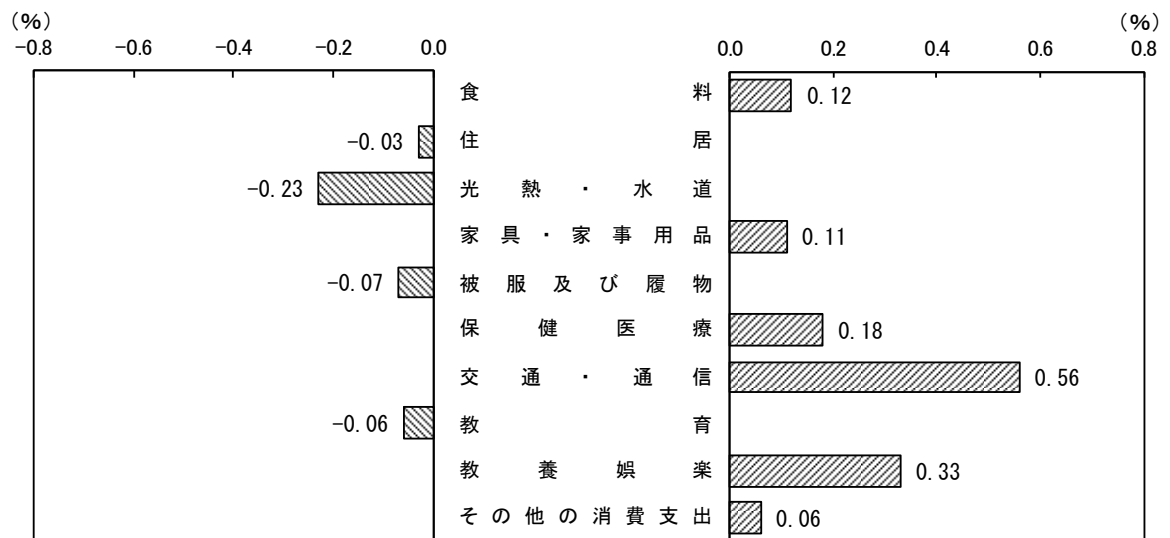 (%) (%)
-0.8 -0.6 -0.4 -0.2 0.0 0.0 0.2 0.4 0.6 0.8
食料 0.12
-0.03 住居
-0.23 光熱・水道
家具・家事用品 0.11
-0.07 被服及び履物
保健医療 0.18
交通・通信 0.56
-0.06 教育
教養娯楽 0.33
その他の消費支出 0.06